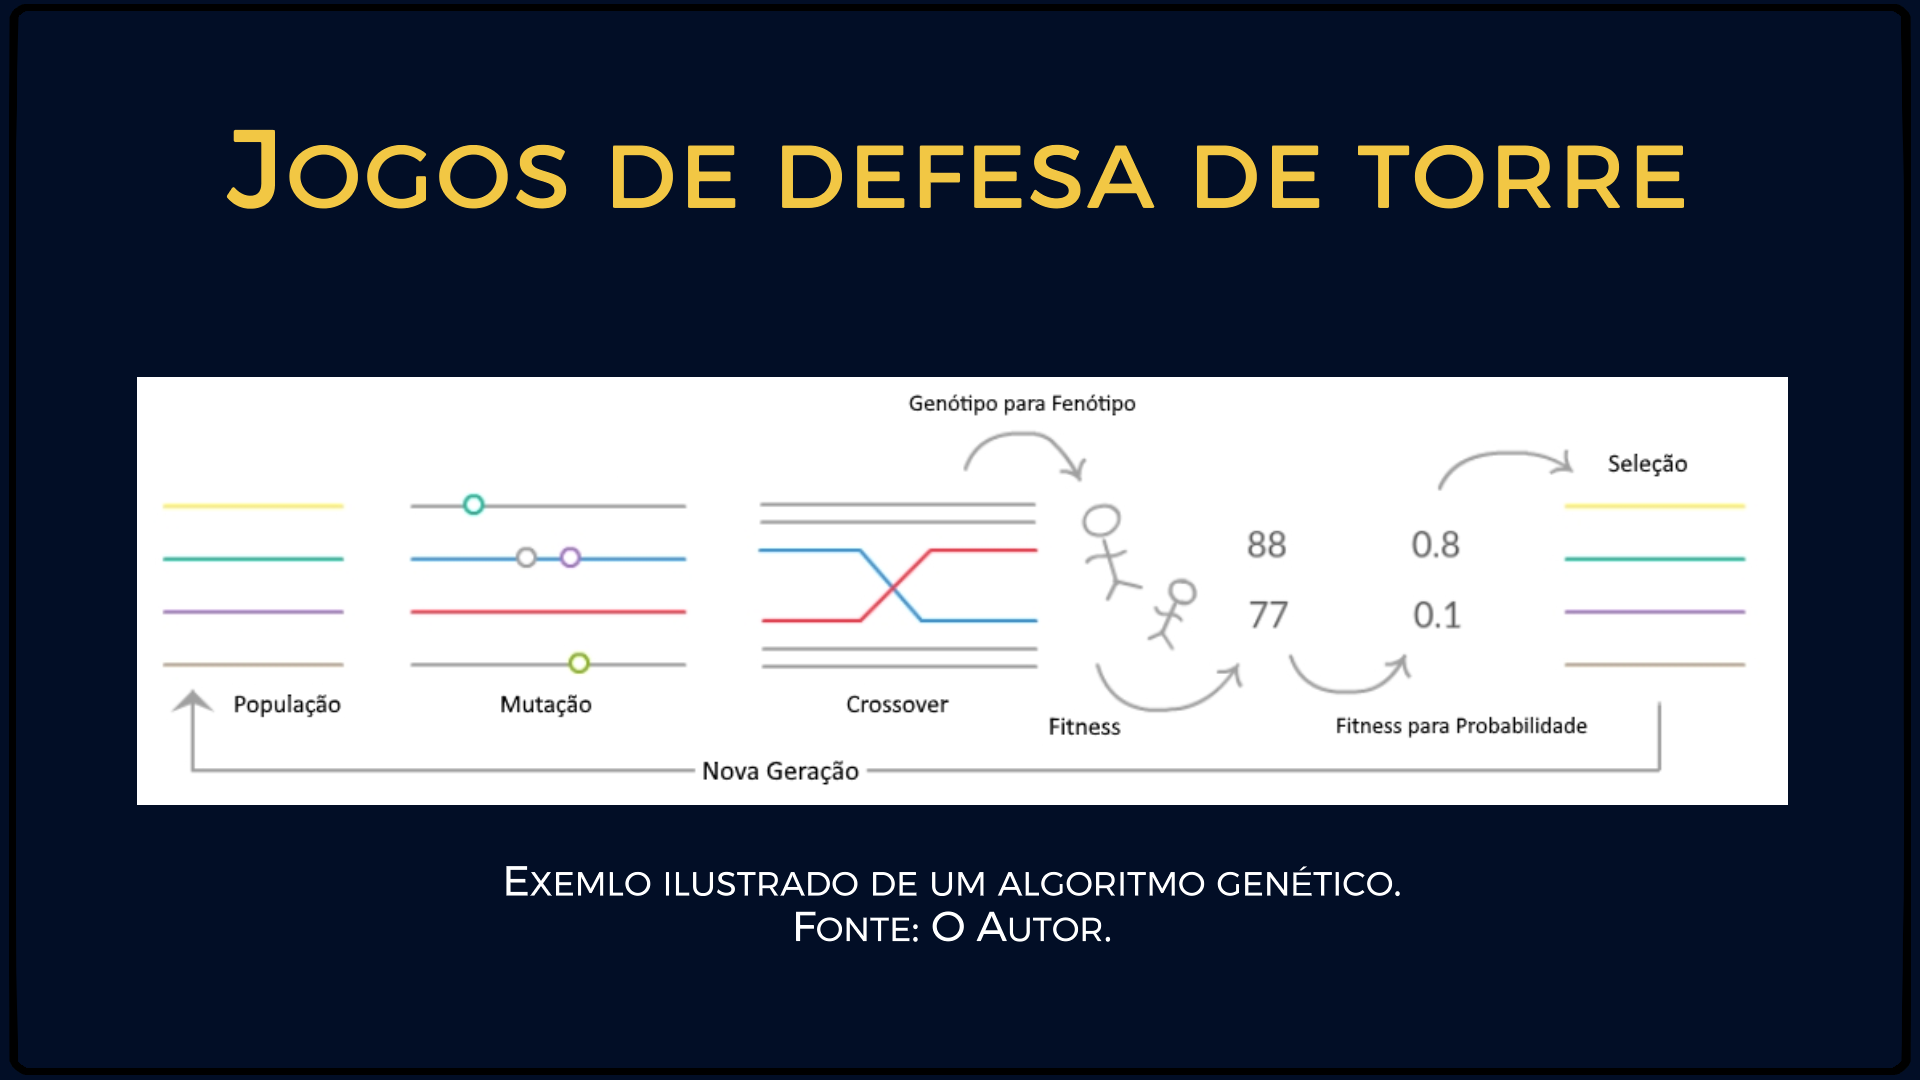 Jogos de defesa de torre
Genótipo para Fenótipo
Seleção
88
0.8
77
0.1
População
Mutação
Crossover
Fitness
Fitness para Probabilidade
Nova Geração
Exemlo ilustrado de um algoritmo genético.
Fonte: O Autor.